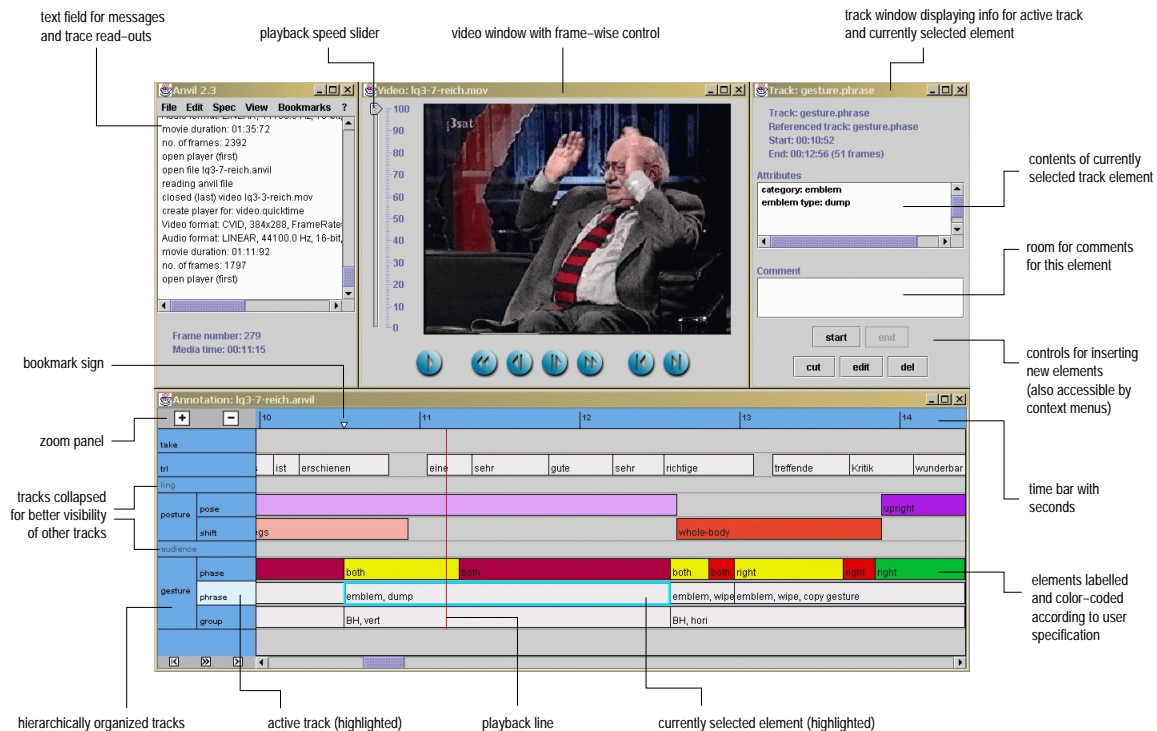 text field for messages
and trace read-outs
playback speed slider
video window with frame-wise control
track window displaying info for active track
and currently selected element
Anvil 2.3
File Edit Spec View Bookmarks ?
movie duration: 01:35:72
no. of frames: 2392
open player (first)
open file lq3-7-reich.anvil
reading anvil file
closed (last) video lq3-3-reich.mov
create player for: video.quicktime
Video format: CVID, 384x288, FrameRate
Audio format: LINEAR, 44100.0 Hz, 16-bit,
movie duration: 01:11:92
no. of frames: 1797
open player (first)
Frame number: 279
Media time: 00:11:15
Video: lq3-7-reich.mov
100
90
80
70
60
50
40
30
20
10
0
3sat
Track: gesture.phrase
Track: gesture.phrase
Referenced track: gesture.phase
Start: 00:10:52
End: 00:12:56 (51 frames)
Attributes
category: emblem
emblem type: dump
Comment
start end
cut edit del
contents of currently
selected track element
room for comments
for this element
controls for inserting
new elements
(also accessible by
context menus)
bookmark sign
zoom panel
tracks collapsed
for better visibility
of other tracks
Annotation: lq3-7-reich.anvil
+ − 10 11 12 13 14
take
trl s ist erschienen eine sehr gute sehr richtige treffende Kritik wunderbar
ling
posture pose upright
shift gs whole-body
audience
gesture phase both both both both right right right
phrase emblem, dump emblem, wipe emblem, wipe, copy gesture
group BH, vert BH, hori
time bar with
seconds
elements labelled
and color-coded
according to user
specification
hierarchically organized tracks
active track (highlighted)
playback line
currently selected element (highlighted)